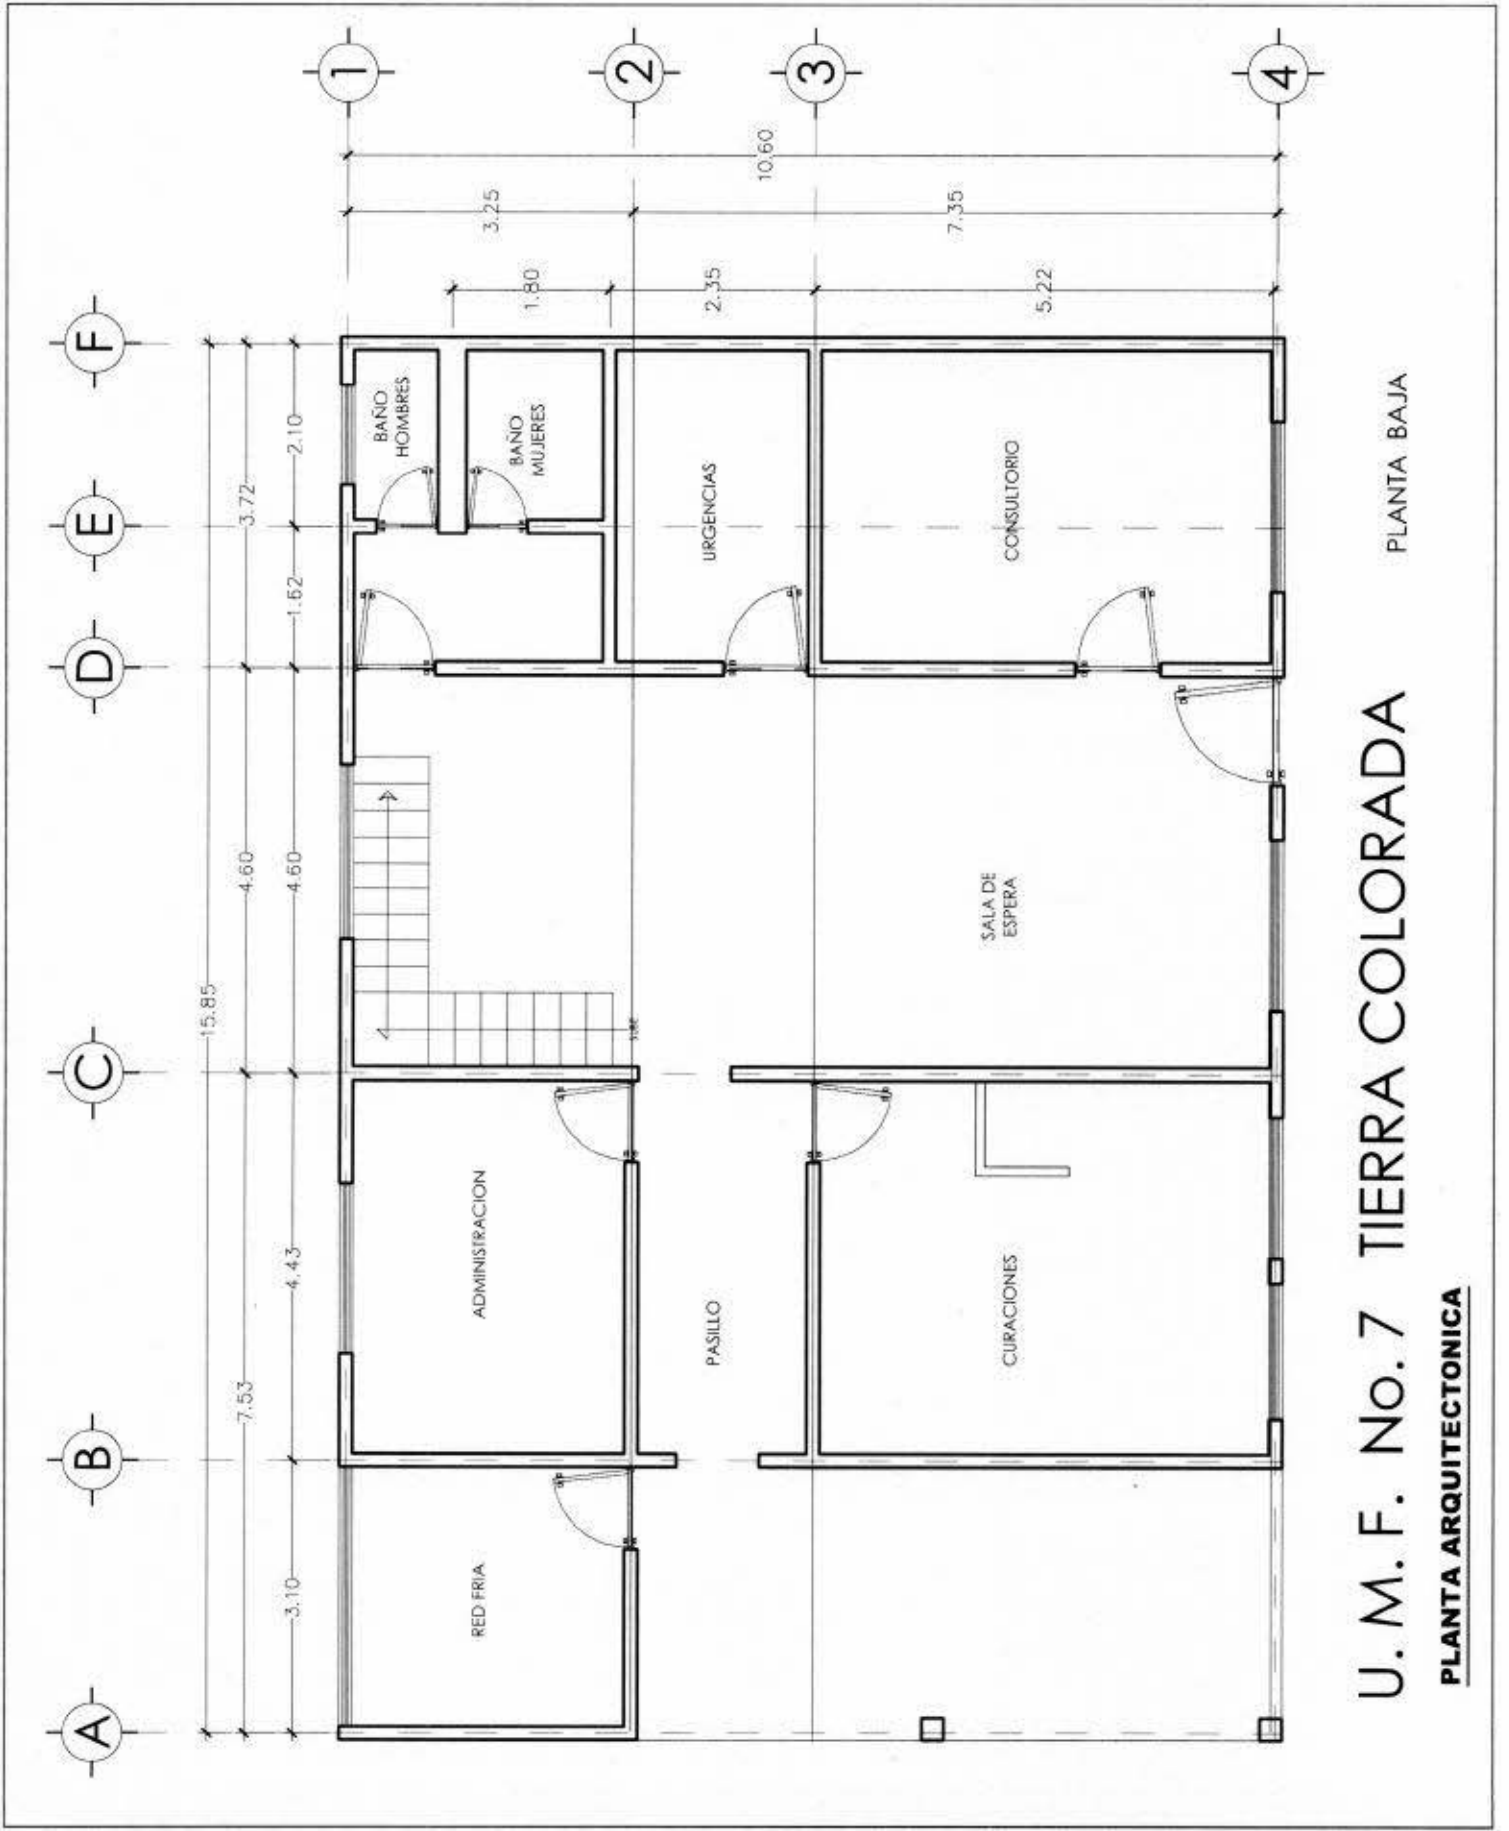 A
B
C
D
E
F
15.85
7.53
4.60
3.72
3.10
4.43
4.60
1.62
2.10
1
BAÑO
HOMBRES
RED FRIA
ADMINISTRACION
BAÑO
MUJERES
3.25
1.80
SUBE
2
PASILLO
URGENCIAS
2.35
10.60
3
CURACIONES
SALA DE
ESPERA
CONSULTORIO
7.35
5.22
4
U. M. F. No. 7 TIERRA COLORADA
PLANTA BAJA
PLANTA ARQUITECTONICA